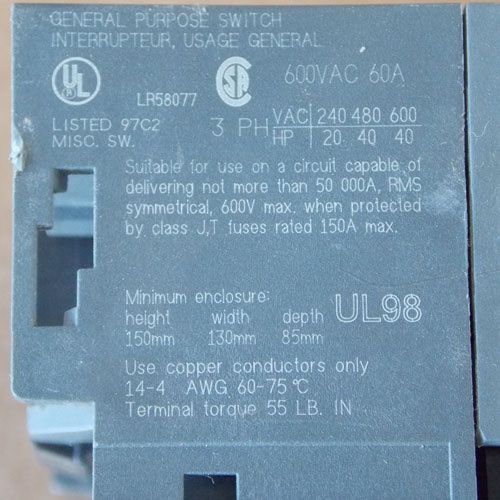 GENERAL PURPOSE SWITCH
INTERRUPTEUR, USAGE GENERAL
UL
LR58077
SA
600VAC 60A
LISTED 97C2
MISC. SW.
3 PH VAC 240 480 600
HP 20 40 40
Suitable for use on a circuit capable of
delivering not more than 50 000A, RMS
symmetrical, 600V max. when protected
by class J,T fuses rated 150A max.
Minimum enclosure:
height width depth
150mm 130mm 85mm
UL98
Use copper conductors only
14-4 AWG 60-75 °C
Terminal torque 55 LB. IN